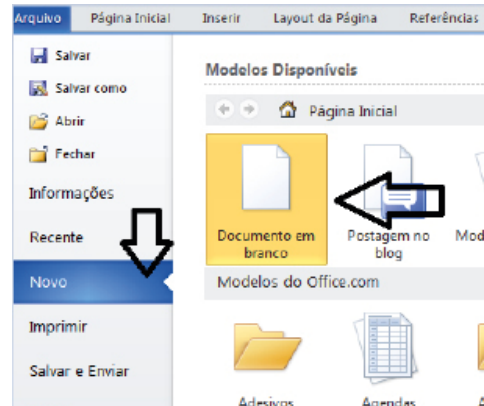 Arquivo Página Inicial Inserir Layout da Página Referências
Salvar
Salvar como
Abrir
Fechar
Informações
Recente
Novo
Imprimir
Salvar e Enviar
Modelos Disponíveis
Página Inicial
Documento em branco
Postagem no blog
Modelos do Office.com
Adesivos
Agendas